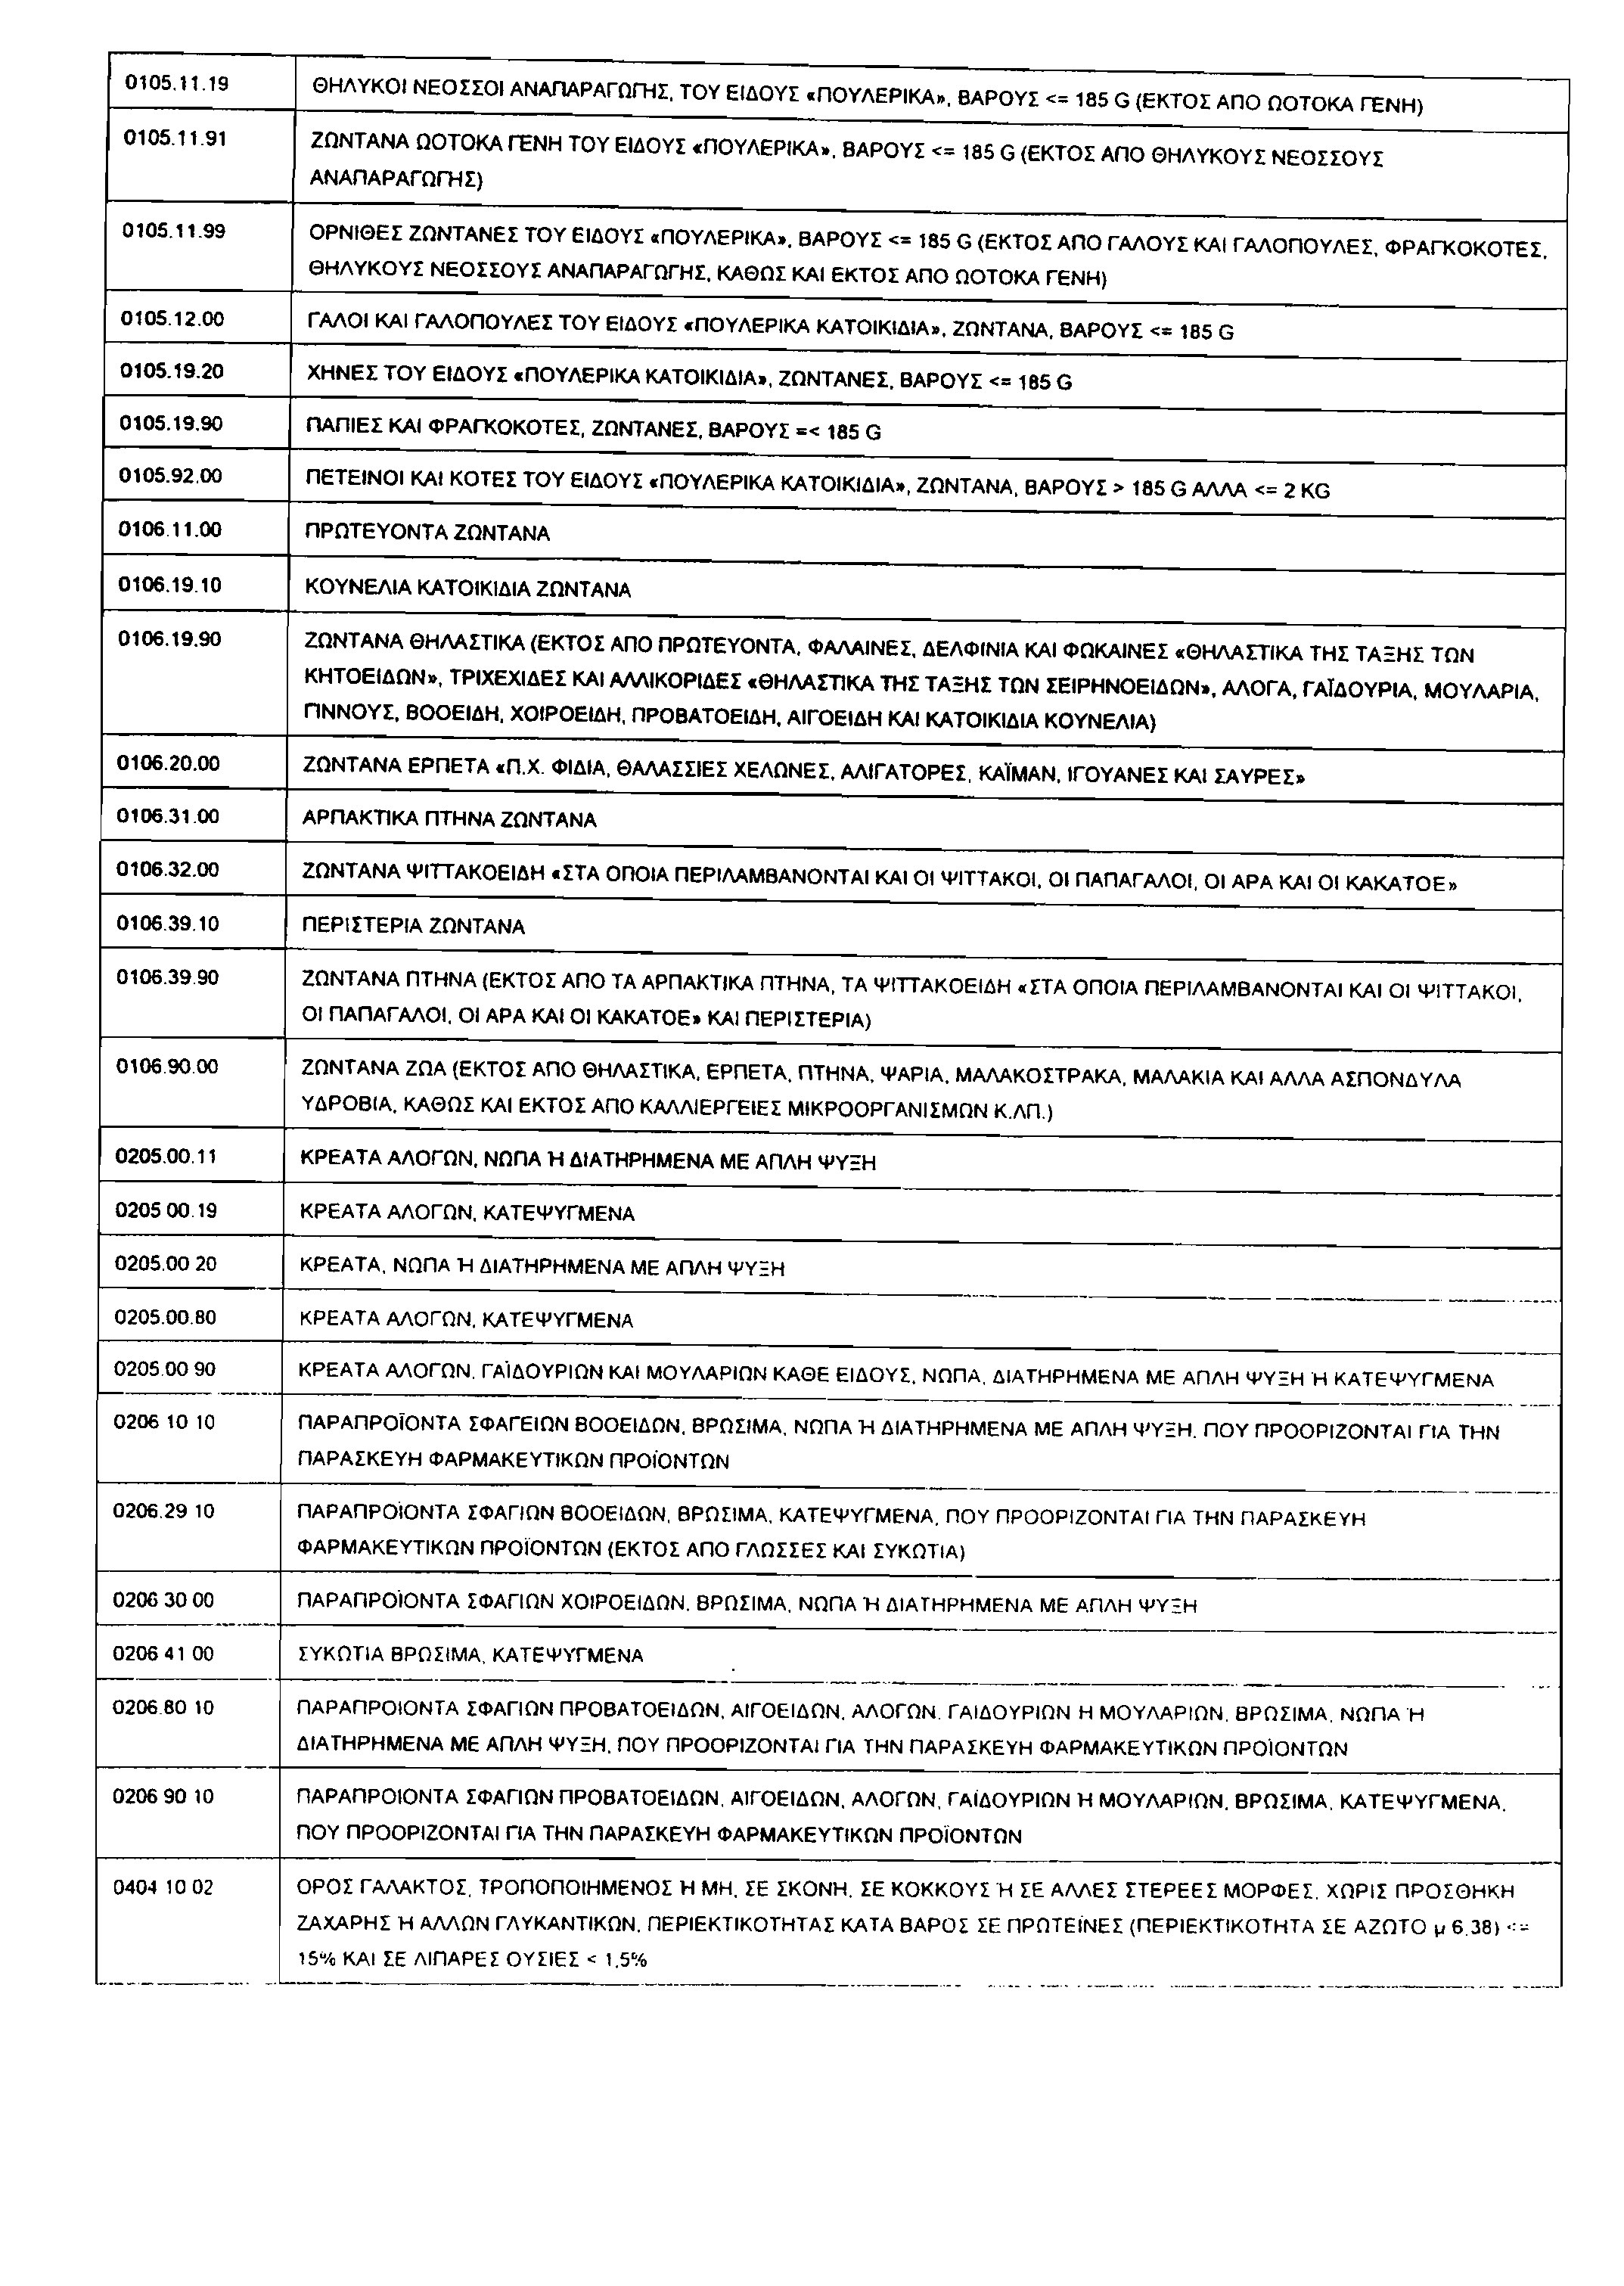 0105.11.19 ΘΗΛΥΚΟΙ ΝΕΟΣΣΟΙ ΑΝΑΠΑΡΑΓΩΓΗΣ, ΤΟΥ ΕΙΔΟΥΣ «ΠΟΥΛΕΡΙΚΑ», ΒΑΡΟΥΣ <= 185 G (ΕΚΤΟΣ ΑΠΟ ΩΟΤΟΚΑ ΓΕΝΗ)
0105.11.91 ΖΩΝΤΑΝΑ ΩΟΤΟΚΑ ΓΕΝΗ ΤΟΥ ΕΙΔΟΥΣ «ΠΟΥΛΕΡΙΚΑ», ΒΑΡΟΥΣ <= 185 G (ΕΚΤΟΣ ΑΠΟ ΘΗΛΥΚΟΥΣ ΝΕΟΣΣΟΥΣ
ΑΝΑΠΑΡΑΓΩΓΗΣ)
0105.11.99 ΟΡΝΙΘΕΣ ΖΩΝΤΑΝΕΣ ΤΟΥ ΕΙΔΟΥΣ «ΠΟΥΛΕΡΙΚΑ», ΒΑΡΟΥΣ <= 185 G (ΕΚΤΟΣ ΑΠΟ ΓΑΛΟΥΣ ΚΑΙ ΓΑΛΟΠΟΥΛΕΣ, ΦΡΑΓΚΟΚΟΤΕΣ,
ΘΗΛΥΚΟΥΣ ΝΕΟΣΣΟΥΣ ΑΝΑΠΑΡΑΓΩΓΗΣ, ΚΑΘΩΣ ΚΑΙ ΕΚΤΟΣ ΑΠΟ ΩΟΤΟΚΑ ΓΕΝΗ)
0105.12.00 ΓΑΛΟΙ ΚΑΙ ΓΑΛΟΠΟΥΛΕΣ ΤΟΥ ΕΙΔΟΥΣ «ΠΟΥΛΕΡΙΚΑ ΚΑΤΟΙΚΙΔΙΑ», ΖΩΝΤΑΝΑ, ΒΑΡΟΥΣ <= 185 G
0105.19.20 ΧΗΝΕΣ ΤΟΥ ΕΙΔΟΥΣ «ΠΟΥΛΕΡΙΚΑ ΚΑΤΟΙΚΙΔΙΑ», ΖΩΝΤΑΝΕΣ, ΒΑΡΟΥΣ <= 185 G
0105.19.90 ΠΑΠΙΕΣ ΚΑΙ ΦΡΑΓΚΟΚΟΤΕΣ, ΖΩΝΤΑΝΕΣ, ΒΑΡΟΥΣ =< 185 G
0105.92.00 ΠΕΤΕΙΝΟΙ ΚΑΙ ΚΟΤΕΣ ΤΟΥ ΕΙΔΟΥΣ «ΠΟΥΛΕΡΙΚΑ ΚΑΤΟΙΚΙΔΙΑ», ΖΩΝΤΑΝΑ, ΒΑΡΟΥΣ > 185 G ΑΛΛΑ <= 2 KG
0106.11.00 ΠΡΩΤΕΥΟΝΤΑ ΖΩΝΤΑΝΑ
0106.19.10 ΚΟΥΝΕΛΙΑ ΚΑΤΟΙΚΙΔΙΑ ΖΩΝΤΑΝΑ
0106.19.90 ΖΩΝΤΑΝΑ ΘΗΛΑΣΤΙΚΑ (ΕΚΤΟΣ ΑΠΟ ΠΡΩΤΕΥΟΝΤΑ, ΦΑΛΑΙΝΕΣ, ΔΕΛΦΙΝΙΑ ΚΑΙ ΦΩΚΑΙΝΕΣ «ΘΗΛΑΣΤΙΚΑ ΤΗΣ ΤΑΞΗΣ ΤΩΝ
ΚΗΤΟΕΙΔΩΝ», ΤΡΙΧΕΧΙΔΕΣ ΚΑΙ ΑΛΛΙΚΟΡΙΔΕΣ «ΘΗΛΑΣΤΙΚΑ ΤΗΣ ΤΑΞΗΣ ΤΩΝ ΣΕΙΡΗΝΟΕΙΔΩΝ», ΑΛΟΓΑ, ΓΑΪΔΟΥΡΙΑ, ΜΟΥΛΑΡΙΑ,
ΓΙΝΝΟΥΣ, ΒΟΟΕΙΔΗ, ΧΟΙΡΟΕΙΔΗ, ΠΡΟΒΑΤΟΕΙΔΗ, ΑΙΓΟΕΙΔΗ ΚΑΙ ΚΑΤΟΙΚΙΔΙΑ ΚΟΥΝΕΛΙΑ)
0106.20.00 ΖΩΝΤΑΝΑ ΕΡΠΕΤΑ «Π.Χ. ΦΙΔΙΑ, ΘΑΛΑΣΣΙΕΣ ΧΕΛΩΝΕΣ, ΑΛΙΓΑΤΟΡΕΣ, ΚΑΪΜΑΝ, ΙΓΟΥΑΝΕΣ ΚΑΙ ΣΑΥΡΕΣ»
0106.31.00 ΑΡΠΑΚΤΙΚΑ ΠΤΗΝΑ ΖΩΝΤΑΝΑ
0106.32.00 ΖΩΝΤΑΝΑ ΨΙΤΤΑΚΟΕΙΔΗ «ΣΤΑ ΟΠΟΙΑ ΠΕΡΙΛΑΜΒΑΝΟΝΤΑΙ ΚΑΙ ΟΙ ΨΙΤΤΑΚΟΙ, ΟΙ ΠΑΠΑΓΑΛΟΙ, ΟΙ ΑΡΑ ΚΑΙ ΟΙ ΚΑΚΑΤΟΕ»
0106.39.10 ΠΕΡΙΣΤΕΡΙΑ ΖΩΝΤΑΝΑ
0106.39.90 ΖΩΝΤΑΝΑ ΠΤΗΝΑ (ΕΚΤΟΣ ΑΠΟ ΤΑ ΑΡΠΑΚΤΙΚΑ ΠΤΗΝΑ, ΤΑ ΨΙΤΤΑΚΟΕΙΔΗ «ΣΤΑ ΟΠΟΙΑ ΠΕΡΙΛΑΜΒΑΝΟΝΤΑΙ ΚΑΙ ΟΙ ΨΙΤΤΑΚΟΙ,
ΟΙ ΠΑΠΑΓΑΛΟΙ, ΟΙ ΑΡΑ ΚΑΙ ΟΙ ΚΑΚΑΤΟΕ» ΚΑΙ ΠΕΡΙΣΤΕΡΙΑ)
0106.90.00 ΖΩΝΤΑΝΑ ΖΩΑ (ΕΚΤΟΣ ΑΠΟ ΘΗΛΑΣΤΙΚΑ, ΕΡΠΕΤΑ, ΠΤΗΝΑ, ΨΑΡΙΑ, ΜΑΛΑΚΟΣΤΡΑΚΑ, ΜΑΛΑΚΙΑ ΚΑΙ ΑΛΛΑ ΑΣΠΟΝΔΥΛΑ
ΥΔΡΟΒΙΑ, ΚΑΘΩΣ ΚΑΙ ΕΚΤΟΣ ΑΠΟ ΚΑΛΛΙΕΡΓΕΙΕΣ ΜΙΚΡΟΟΡΓΑΝΙΣΜΩΝ Κ.ΛΠ.)
0205.00.11 ΚΡΕΑΤΑ ΑΛΟΓΩΝ, ΝΩΠΑ Ή ΔΙΑΤΗΡΗΜΕΝΑ ΜΕ ΑΠΛΗ ΨΥΞΗ
0205 00.19 ΚΡΕΑΤΑ ΑΛΟΓΩΝ, ΚΑΤΕΨΥΓΜΕΝΑ
0205.00 20 ΚΡΕΑΤΑ, ΝΩΠΑ Ή ΔΙΑΤΗΡΗΜΕΝΑ ΜΕ ΑΠΛΗ ΨΥΞΗ
0205.00.80 ΚΡΕΑΤΑ ΑΛΟΓΩΝ, ΚΑΤΕΨΥΓΜΕΝΑ
0205.00 90 ΚΡΕΑΤΑ ΑΛΟΓΩΝ, ΓΑΪΔΟΥΡΙΩΝ ΚΑΙ ΜΟΥΛΑΡΙΩΝ ΚΑΘΕ ΕΙΔΟΥΣ, ΝΩΠΑ, ΔΙΑΤΗΡΗΜΕΝΑ ΜΕ ΑΠΛΗ ΨΥΞΗ Ή ΚΑΤΕΨΥΓΜΕΝΑ
0206 10 10 ΠΑΡΑΠΡΟΪΟΝΤΑ ΣΦΑΓΕΙΩΝ ΒΟΟΕΙΔΩΝ, ΒΡΩΣΙΜΑ, ΝΩΠΑ Ή ΔΙΑΤΗΡΗΜΕΝΑ ΜΕ ΑΠΛΗ ΨΥΞΗ, ΠΟΥ ΠΡΟΟΡΙΖΟΝΤΑΙ ΓΙΑ ΤΗΝ
ΠΑΡΑΣΚΕΥΗ ΦΑΡΜΑΚΕΥΤΙΚΩΝ ΠΡΟΪΟΝΤΩΝ
0206.29 10 ΠΑΡΑΠΡΟΪΟΝΤΑ ΣΦΑΓΙΩΝ ΒΟΟΕΙΔΩΝ, ΒΡΩΣΙΜΑ, ΚΑΤΕΨΥΓΜΕΝΑ, ΠΟΥ ΠΡΟΟΡΙΖΟΝΤΑΙ ΓΙΑ ΤΗΝ ΠΑΡΑΣΚΕΥΗ
ΦΑΡΜΑΚΕΥΤΙΚΩΝ ΠΡΟΪΟΝΤΩΝ (ΕΚΤΟΣ ΑΠΟ ΓΛΩΣΣΕΣ ΚΑΙ ΣΥΚΩΤΙΑ)
0206 30 00 ΠΑΡΑΠΡΟΪΟΝΤΑ ΣΦΑΓΙΩΝ ΧΟΙΡΟΕΙΔΩΝ, ΒΡΩΣΙΜΑ, ΝΩΠΑ Ή ΔΙΑΤΗΡΗΜΕΝΑ ΜΕ ΑΠΛΗ ΨΥΞΗ
0206 41 00 ΣΥΚΩΤΙΑ ΒΡΩΣΙΜΑ, ΚΑΤΕΨΥΓΜΕΝΑ
0206.80 10 ΠΑΡΑΠΡΟΙΟΝΤΑ ΣΦΑΓΙΩΝ ΠΡΟΒΑΤΟΕΙΔΩΝ, ΑΙΓΟΕΙΔΩΝ, ΑΛΟΓΩΝ, ΓΑΙΔΟΥΡΙΩΝ Η ΜΟΥΛΑΡΙΩΝ, ΒΡΩΣΙΜΑ, ΝΩΠΑ Ή
ΔΙΑΤΗΡΗΜΕΝΑ ΜΕ ΑΠΛΗ ΨΥΞΗ, ΠΟΥ ΠΡΟΟΡΙΖΟΝΤΑΙ ΓΙΑ ΤΗΝ ΠΑΡΑΣΚΕΥΗ ΦΑΡΜΑΚΕΥΤΙΚΩΝ ΠΡΟΪΟΝΤΩΝ
0206 90 10 ΠΑΡΑΠΡΟΙΟΝΤΑ ΣΦΑΓΙΩΝ ΠΡΟΒΑΤΟΕΙΔΩΝ, ΑΙΓΟΕΙΔΩΝ, ΑΛΟΓΩΝ, ΓΑΪΔΟΥΡΙΩΝ Ή ΜΟΥΛΑΡΙΩΝ, ΒΡΩΣΙΜΑ, ΚΑΤΕΨΥΓΜΕΝΑ,
ΠΟΥ ΠΡΟΟΡΙΖΟΝΤΑΙ ΓΙΑ ΤΗΝ ΠΑΡΑΣΚΕΥΗ ΦΑΡΜΑΚΕΥΤΙΚΩΝ ΠΡΟΪΟΝΤΩΝ
0404 10 02 ΟΡΟΣ ΓΑΛΑΚΤΟΣ, ΤΡΟΠΟΠΟΙΗΜΕΝΟΣ Ή ΜΗ, ΣΕ ΣΚΟΝΗ, ΣΕ ΚΟΚΚΟΥΣ Ή ΣΕ ΑΛΛΕΣ ΣΤΕΡΕΕΣ ΜΟΡΦΕΣ, ΧΩΡΙΣ ΠΡΟΣΘΗΚΗ
ΖΑΧΑΡΗΣ Ή ΑΛΛΩΝ ΓΛΥΚΑΝΤΙΚΩΝ, ΠΕΡΙΕΚΤΙΚΟΤΗΤΑΣ ΚΑΤΑ ΒΑΡΟΣ ΣΕ ΠΡΩΤΕΪΝΕΣ (ΠΕΡΙΕΚΤΙΚΟΤΗΤΑ ΣΕ ΑΖΩΤΟ μ 6.38) <=
15% ΚΑΙ ΣΕ ΛΙΠΑΡΕΣ ΟΥΣΙΕΣ < 1,5%